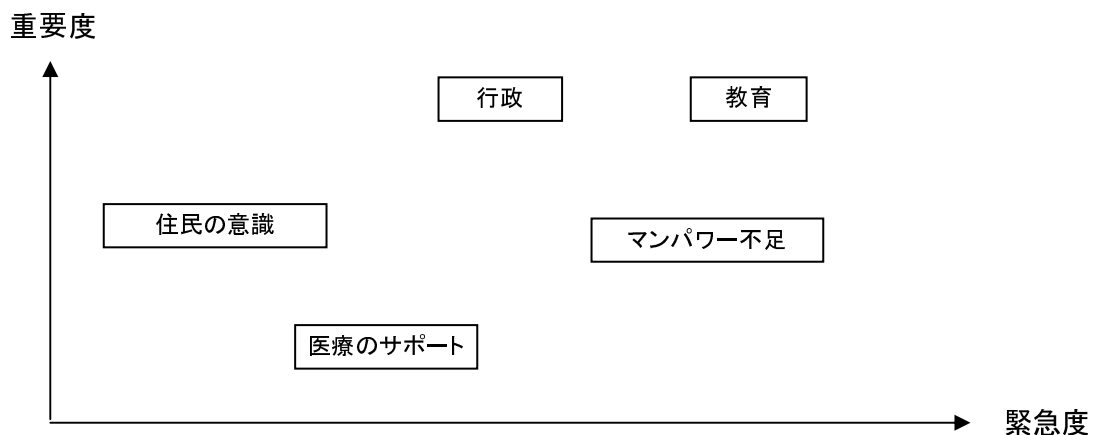 重要度
行政
教育
住民の意識
マンパワー不足
医療のサポート
緊急度